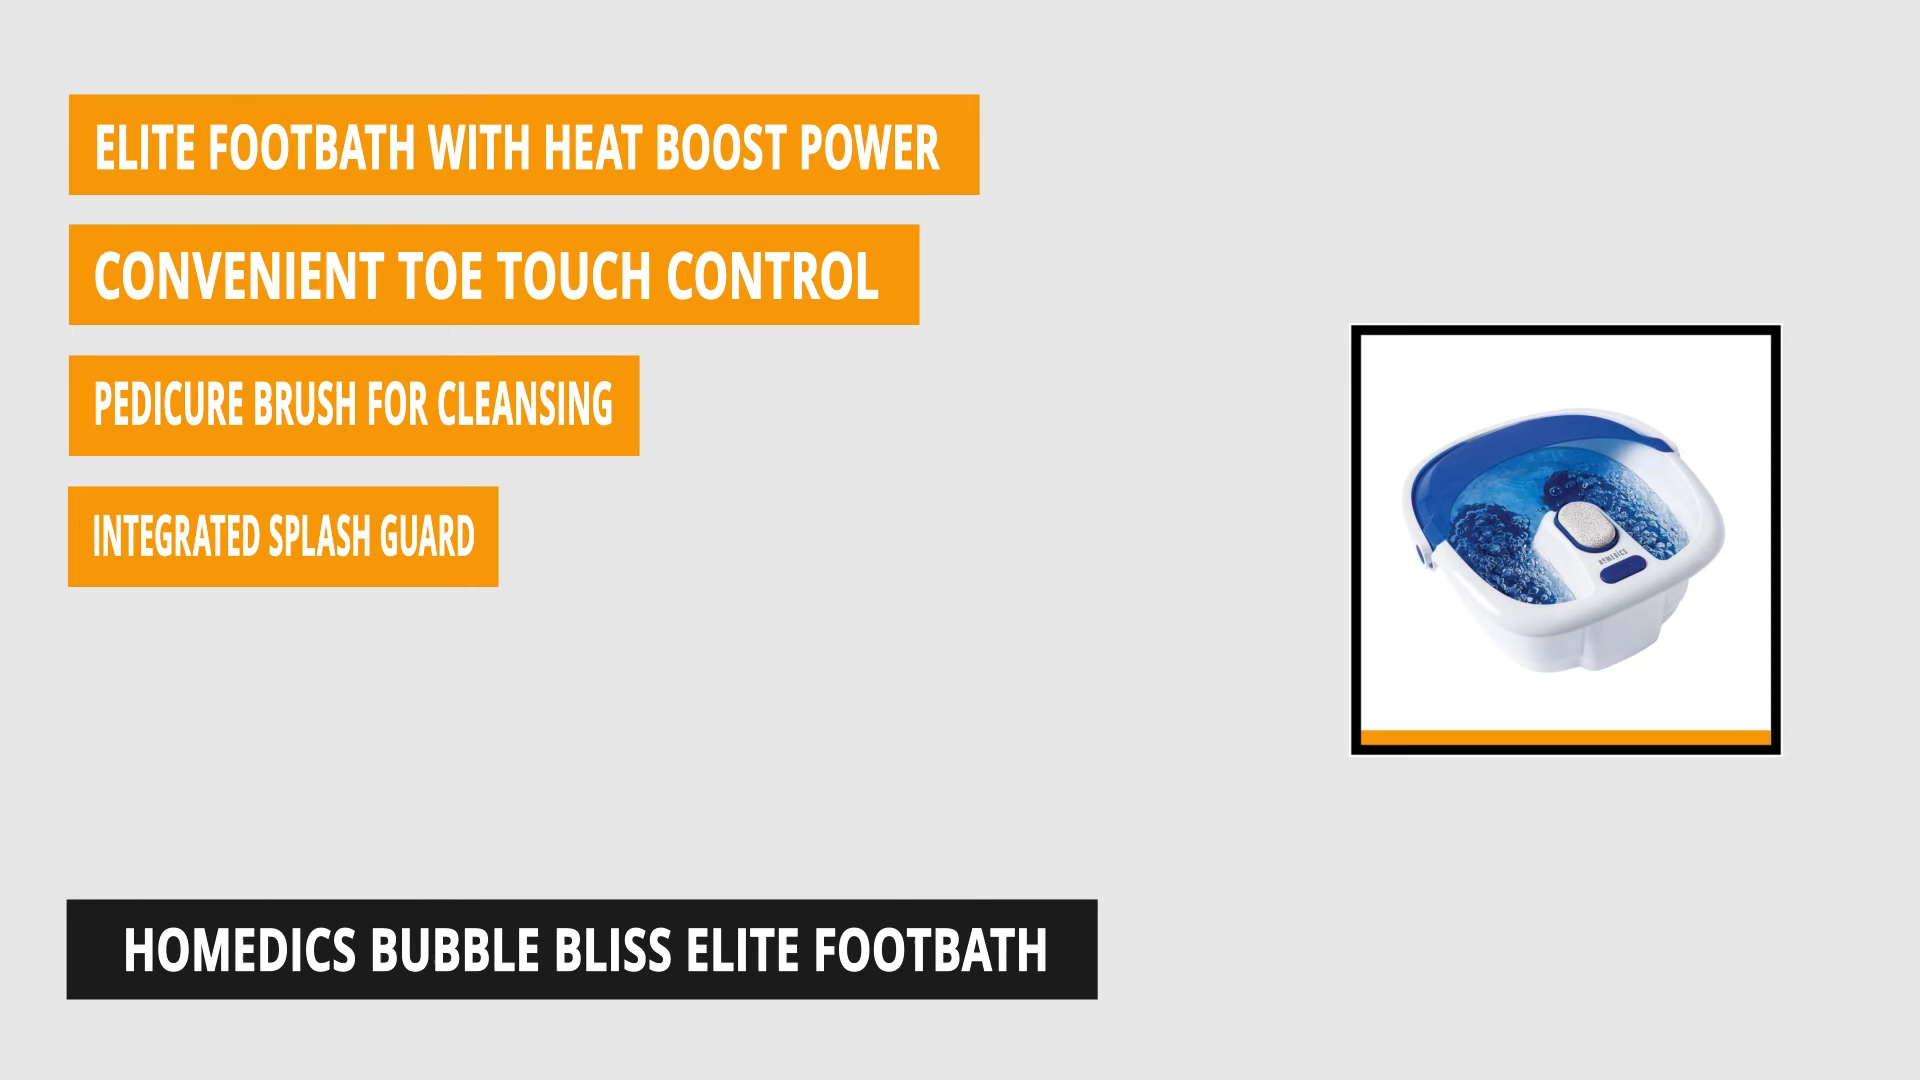 ELITE FOOTBATH WITH HEAT BOOST POWER
CONVENIENT TOE TOUCH CONTROL
PEDICURE BRUSH FOR CLEANSING
INTEGRATED SPLASH GUARD
HOMEDICS
HOMEDICS BUBBLE BLISS ELITE FOOTBATH